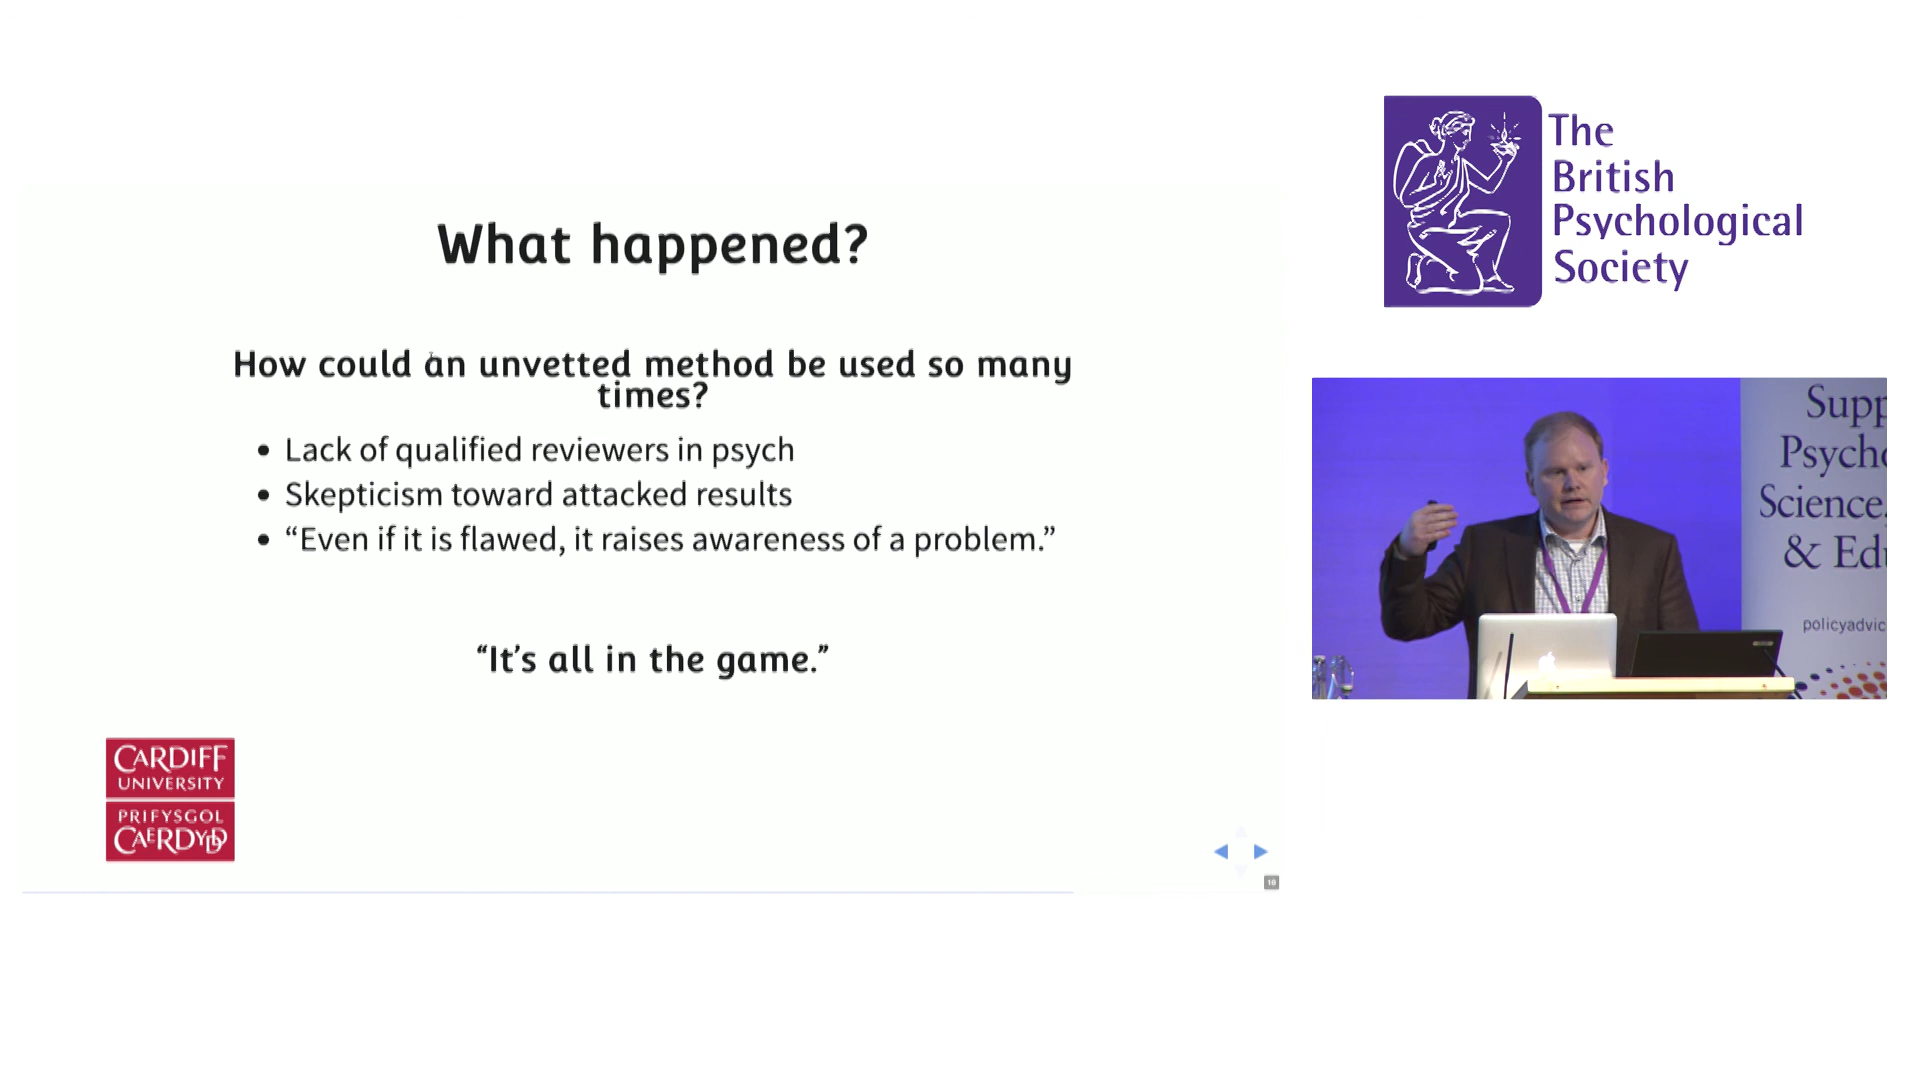 What happened?
How could an unvetted method be used so many
times?
• Lack of qualified reviewers in psych
• Skepticism toward attacked results
• “Even if it is flawed, it raises awareness of a problem.”
“It’s all in the game.”
CARDIFF
UNIVERSITY
PRIFYSGOL
CAERDYDD
The
British
Psychological
Society
Supp
Psycho
Science,
& Edu
policyadvic